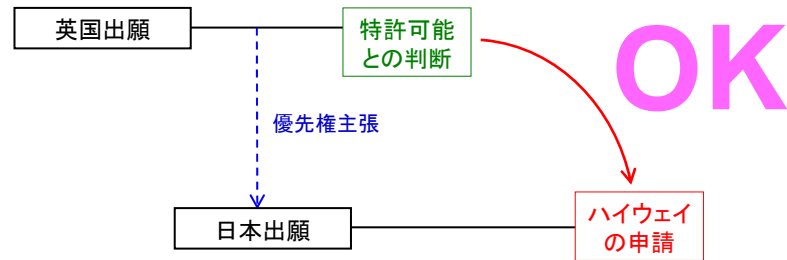 英国出願
特許可能
との判断
OK
優先権主張
日本出願
ハイウェイ
の申請